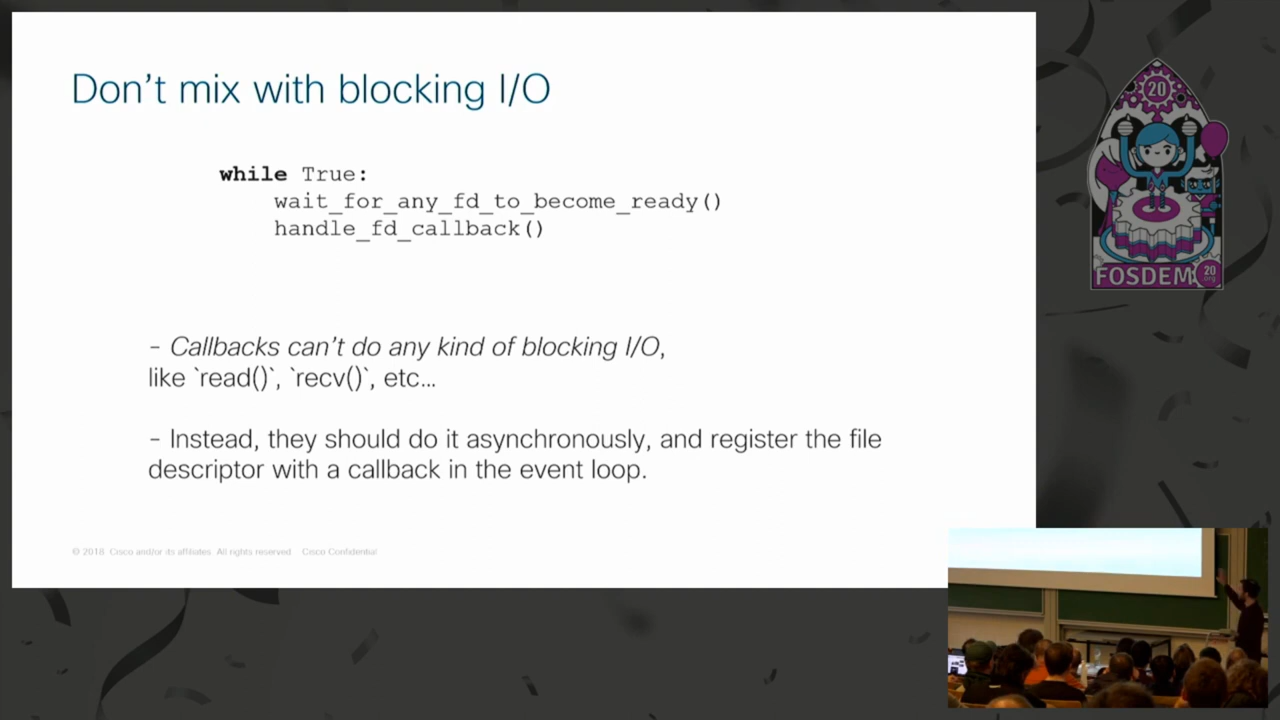 Don't mix with blocking I/O
while True:
wait_for_any_fd_to_become_ready()
handle_fd_callback()
- Callbacks can't do any kind of blocking I/O,
like `read()`, `recv()`, etc...
- Instead, they should do it asynchronously, and register the file
descriptor with a callback in the event loop.
© 2018 Cisco and/or its affiliates. All rights reserved. Cisco Confidential
20
FOSDEM
20
.org